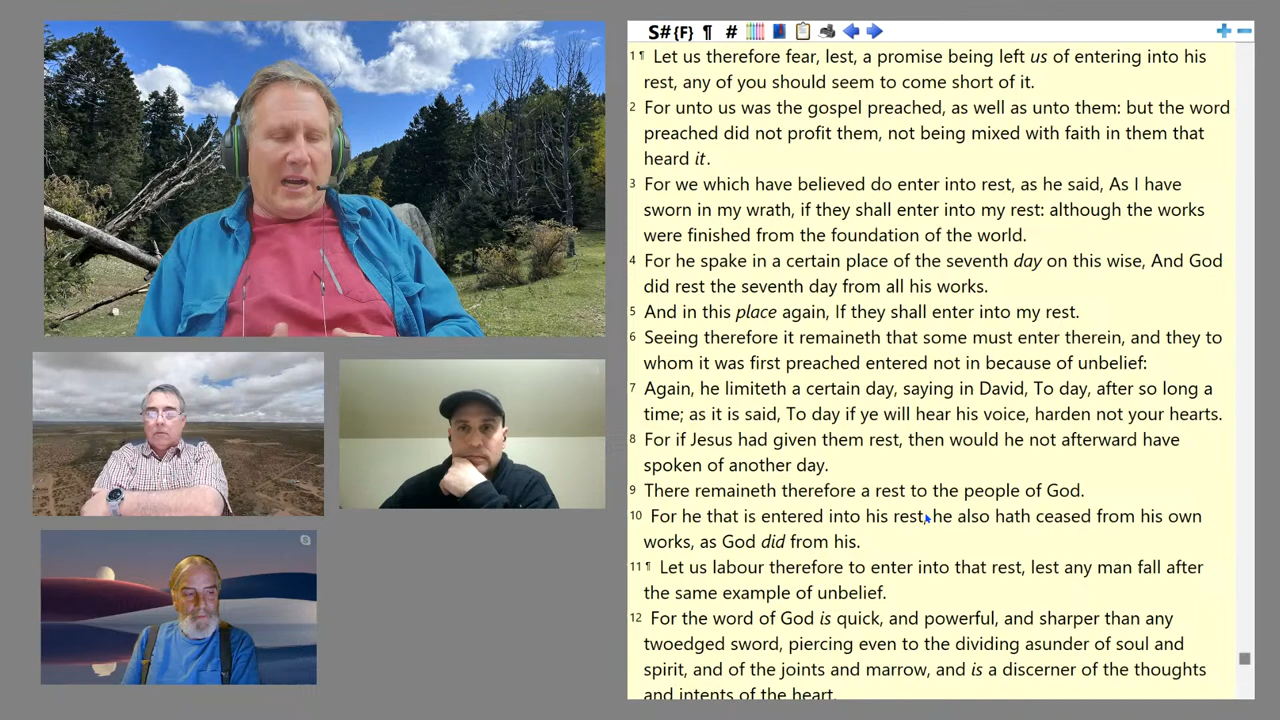 S#{F} ¶ #
1 ¶ Let us therefore fear, lest, a promise being left us of entering into his
rest, any of you should seem to come short of it.
2 For unto us was the gospel preached, as well as unto them: but the word
preached did not profit them, not being mixed with faith in them that
heard it.
3 For we which have believed do enter into rest, as he said, As I have
sworn in my wrath, if they shall enter into my rest: although the works
were finished from the foundation of the world.
4 For he spake in a certain place of the seventh day on this wise, And God
did rest the seventh day from all his works.
5 And in this place again, If they shall enter into my rest.
6 Seeing therefore it remaineth that some must enter therein, and they to
whom it was first preached entered not in because of unbelief:
7 Again, he limiteth a certain day, saying in David, To day, after so long a
time; as it is said, To day if ye will hear his voice, harden not your hearts.
8 For if Jesus had given them rest, then would he not afterward have
spoken of another day.
9 There remaineth therefore a rest to the people of God.
10 For he that is entered into his rest, he also hath ceased from his own
works, as God did from his.
11 ¶ Let us labour therefore to enter into that rest, lest any man fall after
the same example of unbelief.
12 For the word of God is quick, and powerful, and sharper than any
twoedged sword, piercing even to the dividing asunder of soul and
spirit, and of the joints and marrow, and is a discerner of the thoughts
and intents of the heart.